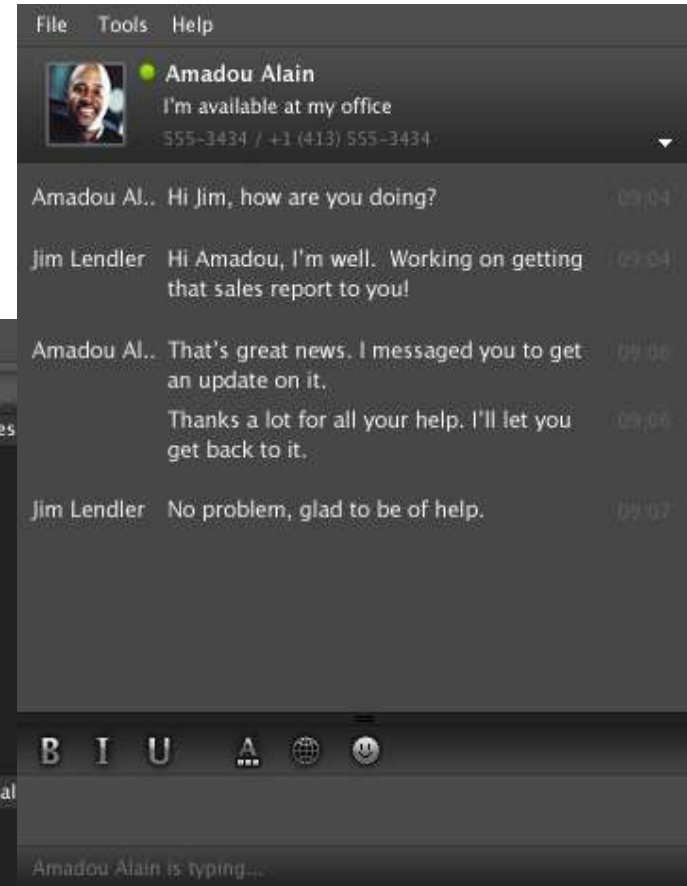 File Tools Help
Amadou Alain
I'm available at my office
555-3434 / +1 (413) 555-3434
Amadou Al.. Hi Jim, how are you doing? 09:04
Jim Lendler Hi Amadou, I'm well. Working on getting 09:04
that sales report to you!
Amadou Al.. That's great news. I messaged you to get 09:06
an update on it.
Thanks a lot for all your help. I'll let you 09:06
get back to it.
Jim Lendler No problem, glad to be of help. 09:07
B I U A
Amadou Alain is typing...
es
al